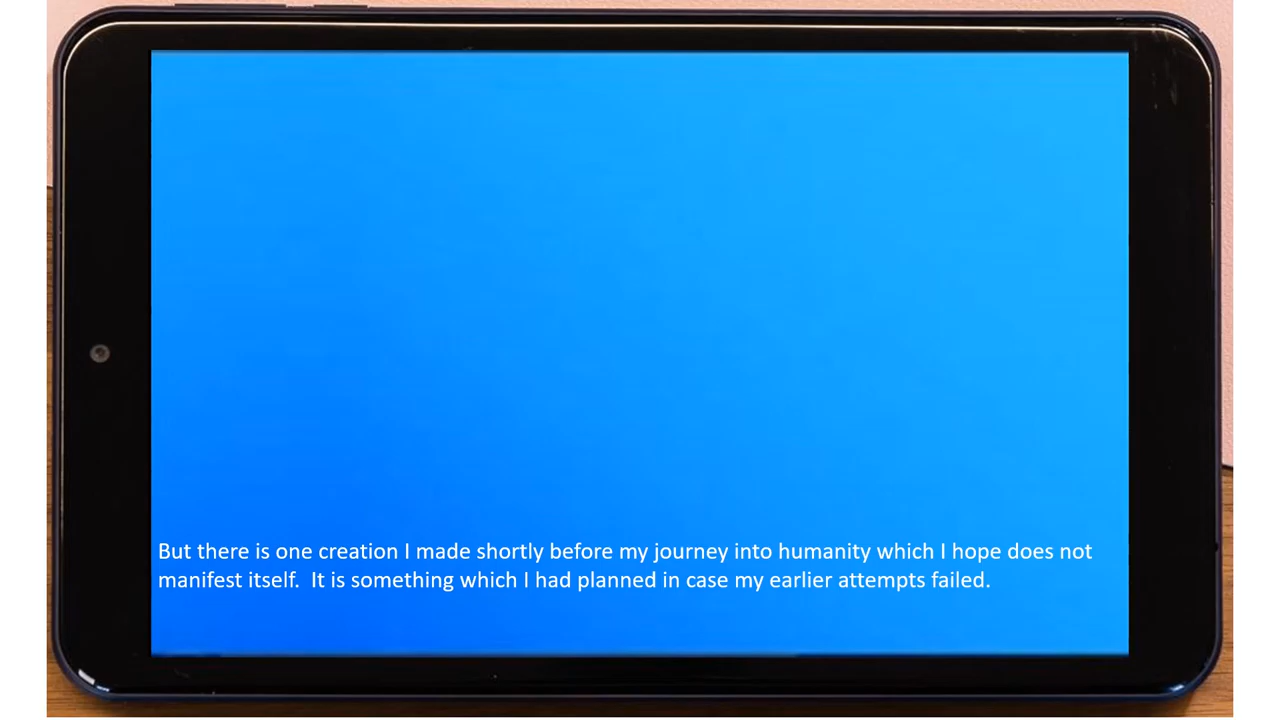 But there is one creation I made shortly before my journey into humanity which I hope does not
manifest itself.  It is something which I had planned in case my earlier attempts failed.